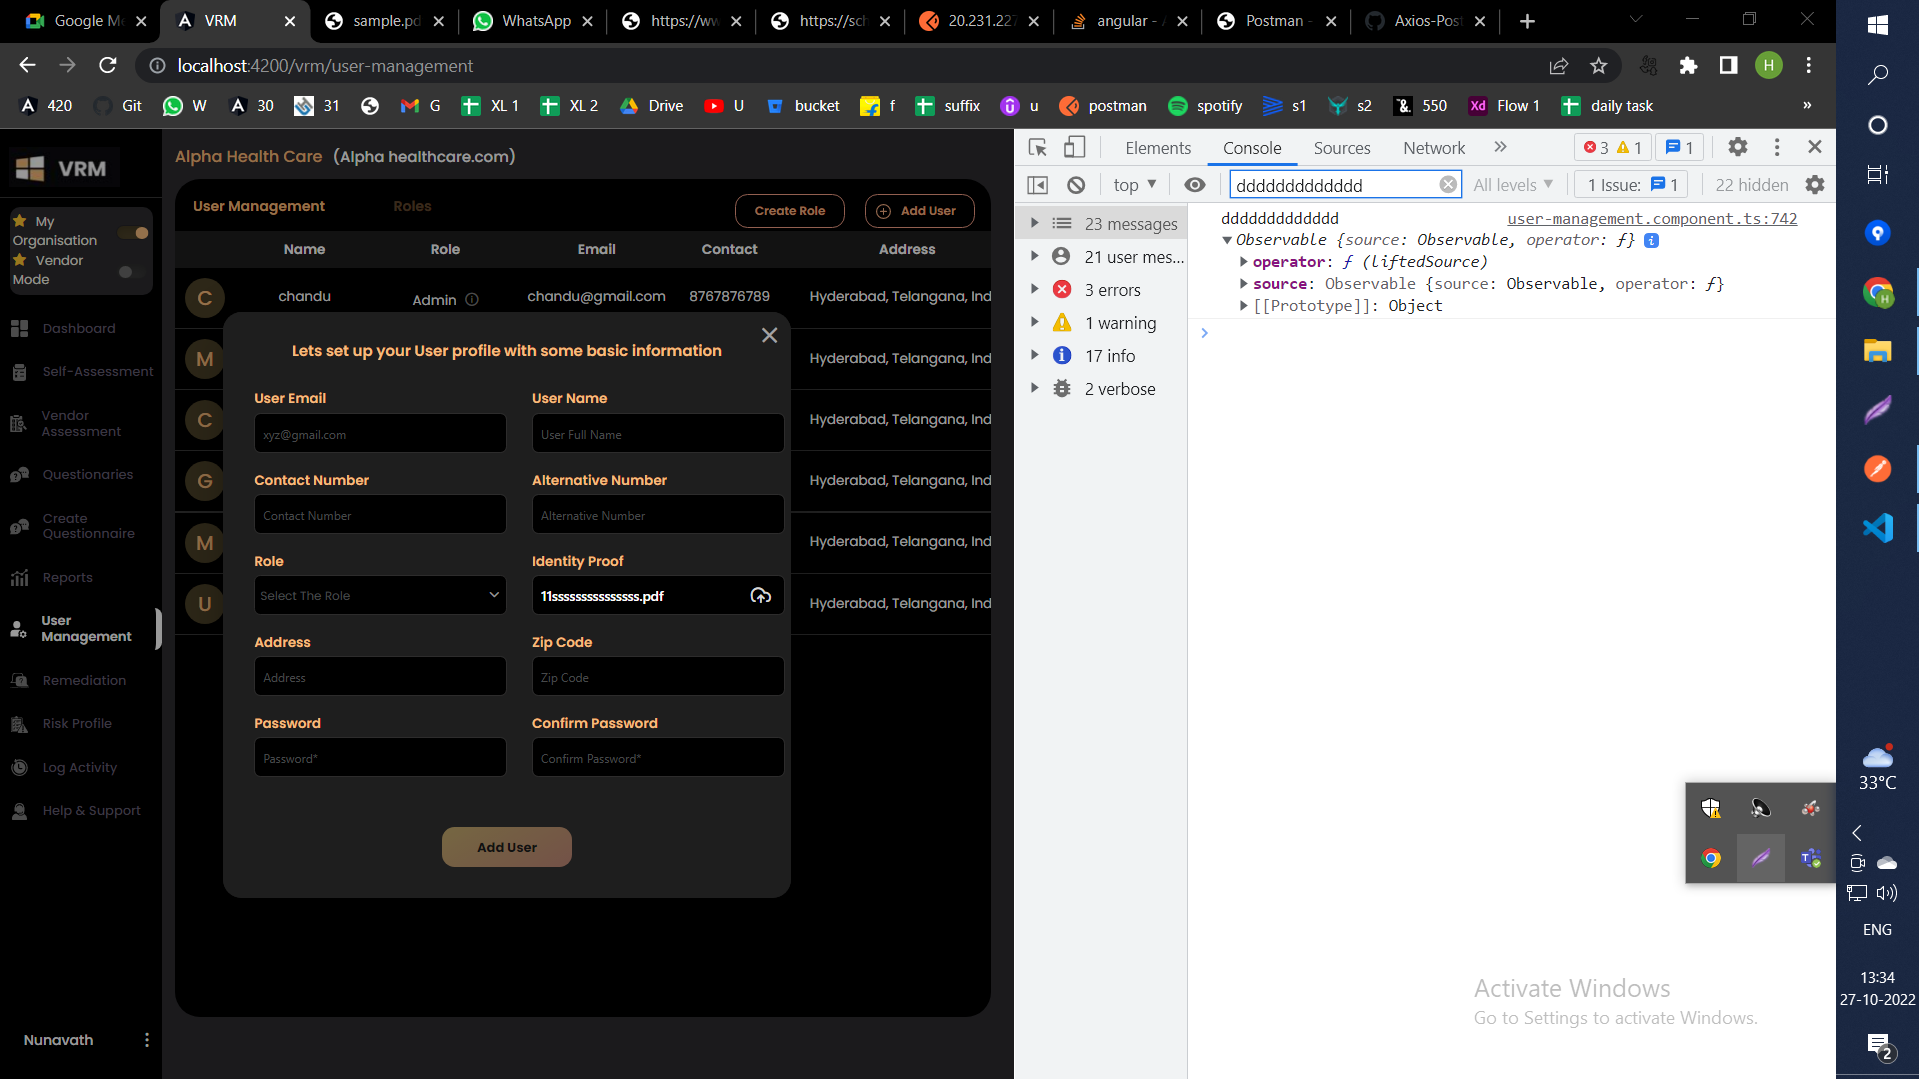 Google Me
VRM
sample.pd
WhatsApp
https://ww
https://sch
20.231.227
angular - A
Postman -
Axios-Post
localhost:4200/vrm/user-management
H
420
Git
W
30
31
G
XL 1
XL 2
Drive
U
bucket
f
suffix
u
postman
spotify
s1
s2
550
Xd
Flow 1
daily task
»
VRM
My
Organisation
Vendor
Mode
Dashboard
Self-Assessment
Vendor
Assessment
Questionaries
Create
Questionnaire
Reports
User
Management
Remediation
Risk Profile
Log Activity
Help & Support
Nunavath
Alpha Health Care (Alpha healthcare.com)
User Management
Roles
Create Role
Add User
Name
Role
Email
Contact
Address
C
chandu
Admin
chandu@gmail.com
8767876789
Hyderabad, Telangana, Ind
M
Hyderabad, Telangana, Ind
C
Hyderabad, Telangana, Ind
G
Hyderabad, Telangana, Ind
M
Hyderabad, Telangana, Ind
U
Hyderabad, Telangana, Ind
Lets set up your User profile with some basic information
User Email
User Name
xyz@gmail.com
User Full Name
Contact Number
Alternative Number
Contact Number
Alternative Number
Role
Identity Proof
Select The Role
Address
Zip Code
Address
Zip Code
Password
Confirm Password
Password*
Confirm Password*
Add User
Elements
Console
Sources
Network
»
3
1
1
top
All levels
1 Issue:
1
22 hidden
23 messages
21 user mes...
3 errors
1 warning
17 info
2 verbose
user-management.component.ts:742
Observable {source: Observable, operator: ƒ}
operator: ƒ (liftedSource)
source: Observable {source: Observable, operator: ƒ}
[[Prototype]]: Object
Activate Windows
Go to Settings to activate Windows.
33°C
ENG
13:34
27-10-2022
2